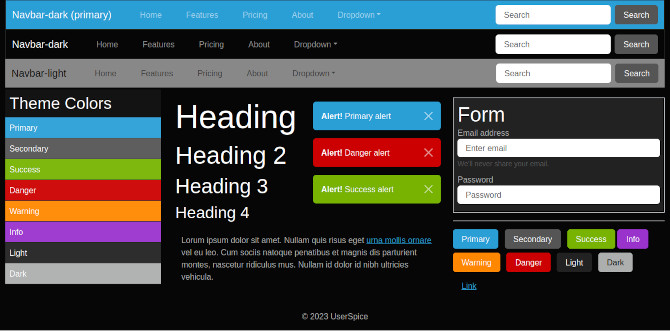 Navbar-dark (primary) Home Features Pricing About Dropdown Search Search
Navbar-dark Home Features Pricing About Dropdown Search Search
Navbar-light Home Features Pricing About Dropdown Search Search
Theme Colors
Primary
Secondary
Success
Danger
Warning
Info
Light
Dark
Heading
Heading 2
Heading 3
Heading 4
Alert! Primary alert
Alert! Danger alert
Alert! Success alert
Lorum ipsum dolor sit amet. Nullam quis risus eget urna mollis ornare
vel eu leo. Cum sociis natoque penatibus et magnis dis parturient
montes, nascetur ridiculus mus. Nullam id dolor id nibh ultricies
vehicula.
Form
Email address
Enter email
We'll never share your email.
Password
Password
Primary Secondary Success Info
Warning Danger Light Dark
Link
© 2023 UserSpice